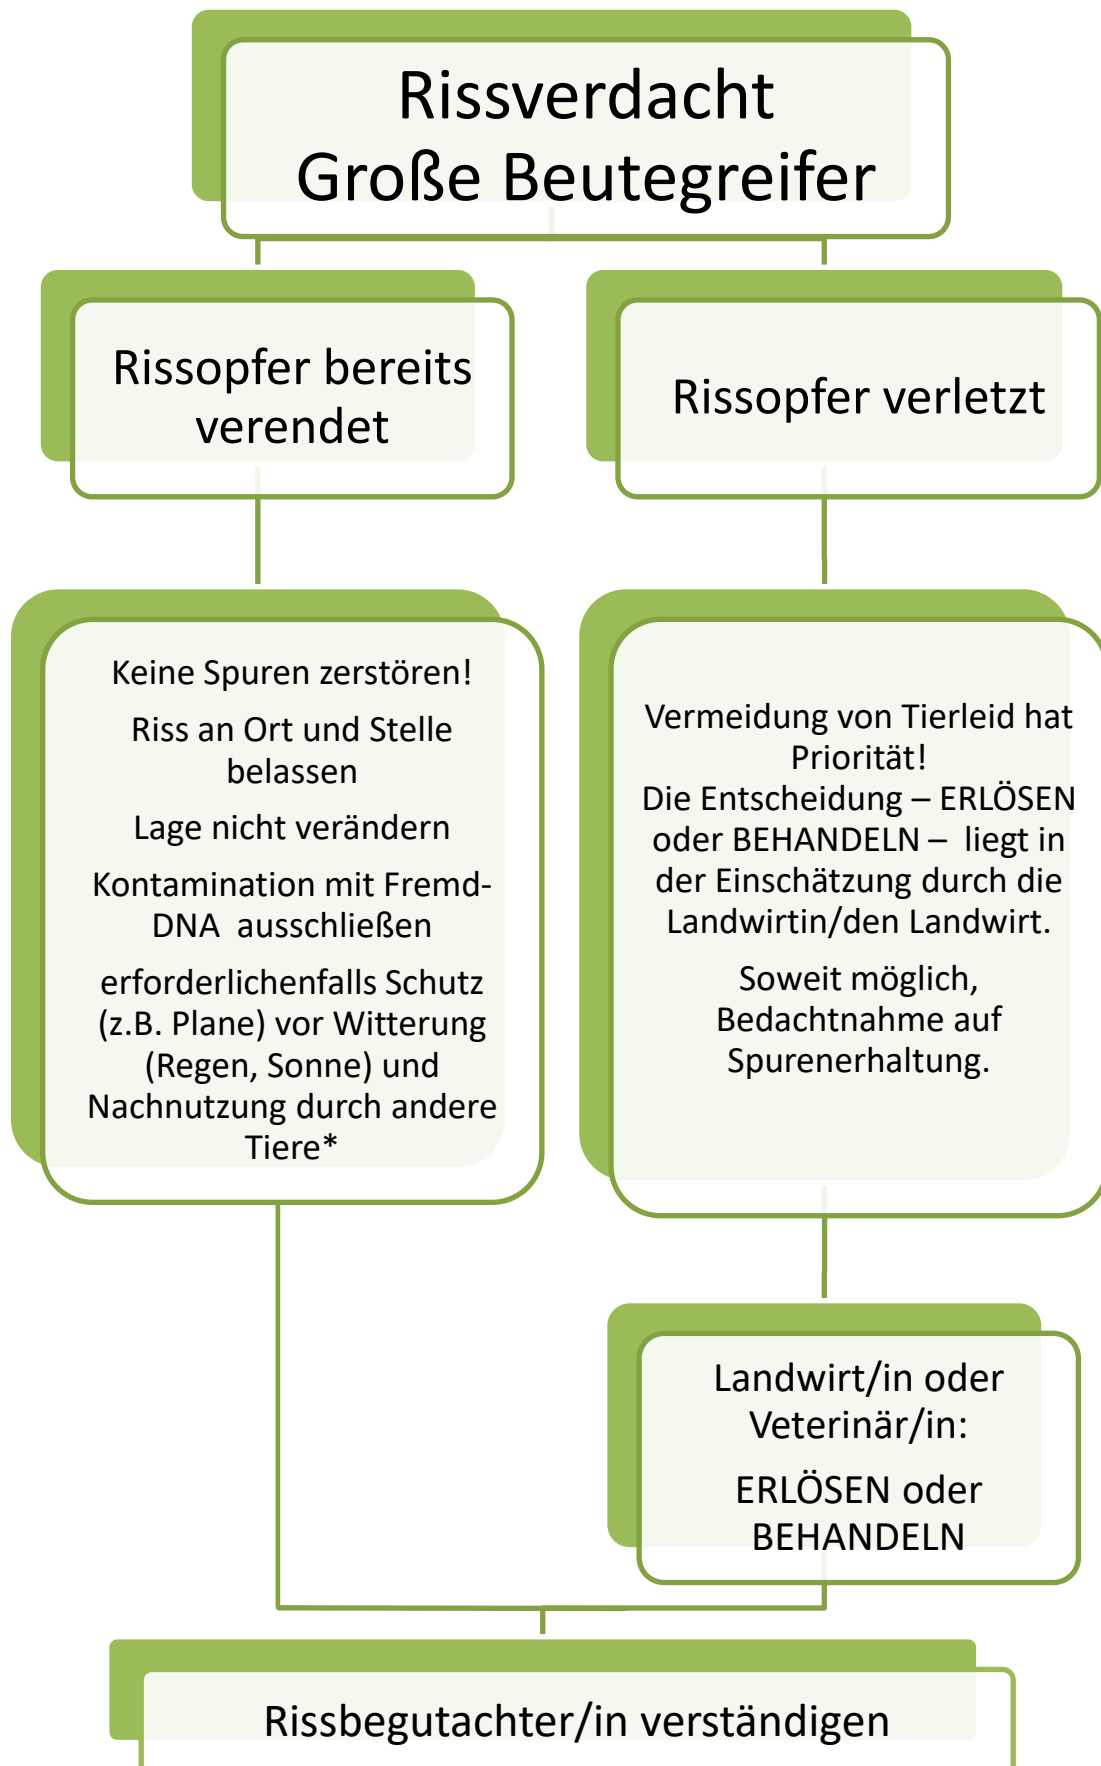 Rissverdacht
Große Beutegreifer
Rissopfer bereits
verendet
Keine Spuren zerstören!
Riss an Ort und Stelle
belassen
Lage nicht verändern
Kontamination mit Fremd-
DNA ausschließen
erforderlichenfalls Schutz
(z.B. Plane) vor Witterung
(Regen, Sonne) und
Nachnutzung durch andere
Tiere*
Rissopfer verletzt
Vermeidung von Tierleid hat
Priorität!
Die Entscheidung – ERLÖSEN
oder BEHANDELN – liegt in
der Einschätzung durch die
Landwirtin/den Landwirt.
Soweit möglich,
Bedachtnahme auf
Spurenerhaltung.
Landwirt/in oder
Veterinär/in:
ERLÖSEN oder
BEHANDELN
Rissbegutachter/in verständigen